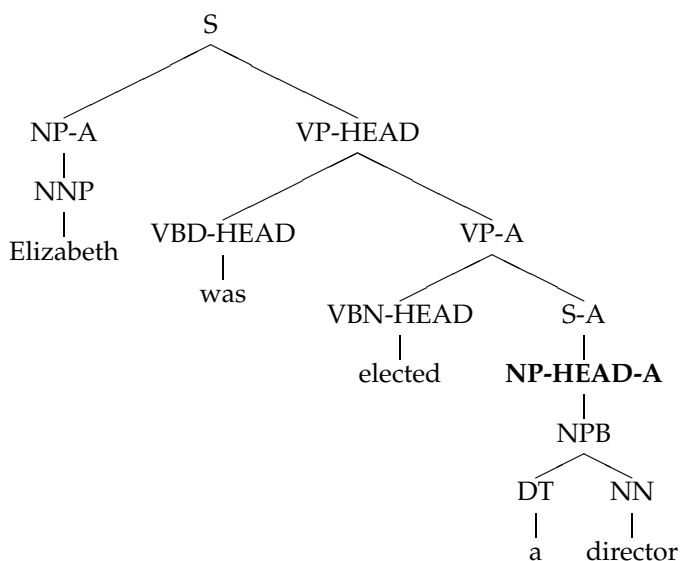 S
NP-A VP-HEAD
NNP
Elizabeth VBD-HEAD VP-A
was
VBN-HEAD S-A
elected NP-HEAD-A
NPB
DT NN
a director